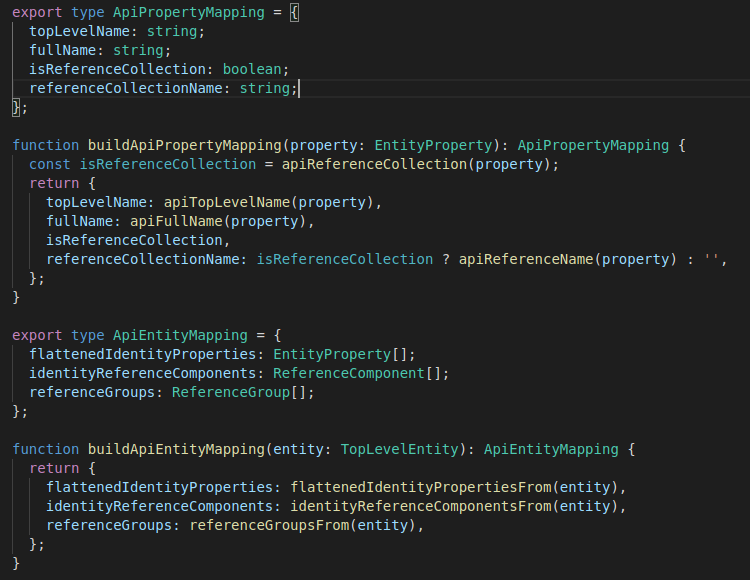 export type ApiPropertyMapping = {
  topLevelName: string;
  fullName: string;
  isReferenceCollection: boolean;
  referenceCollectionName: string;
};

function buildApiPropertyMapping(property: EntityProperty): ApiPropertyMapping {
  const isReferenceCollection = apiReferenceCollection(property);
  return {
    topLevelName: apiTopLevelName(property),
    fullName: apiFullName(property),
    isReferenceCollection,
    referenceCollectionName: isReferenceCollection ? apiReferenceName(property) : '',
  };
}

export type ApiEntityMapping = {
  flattenedIdentityProperties: EntityProperty[];
  identityReferenceComponents: ReferenceComponent[];
  referenceGroups: ReferenceGroup[];
};

function buildApiEntityMapping(entity: TopLevelEntity): ApiEntityMapping {
  return {
    flattenedIdentityProperties: flattenedIdentityPropertiesFrom(entity),
    identityReferenceComponents: identityReferenceComponentsFrom(entity),
    referenceGroups: referenceGroupsFrom(entity),
  };
}